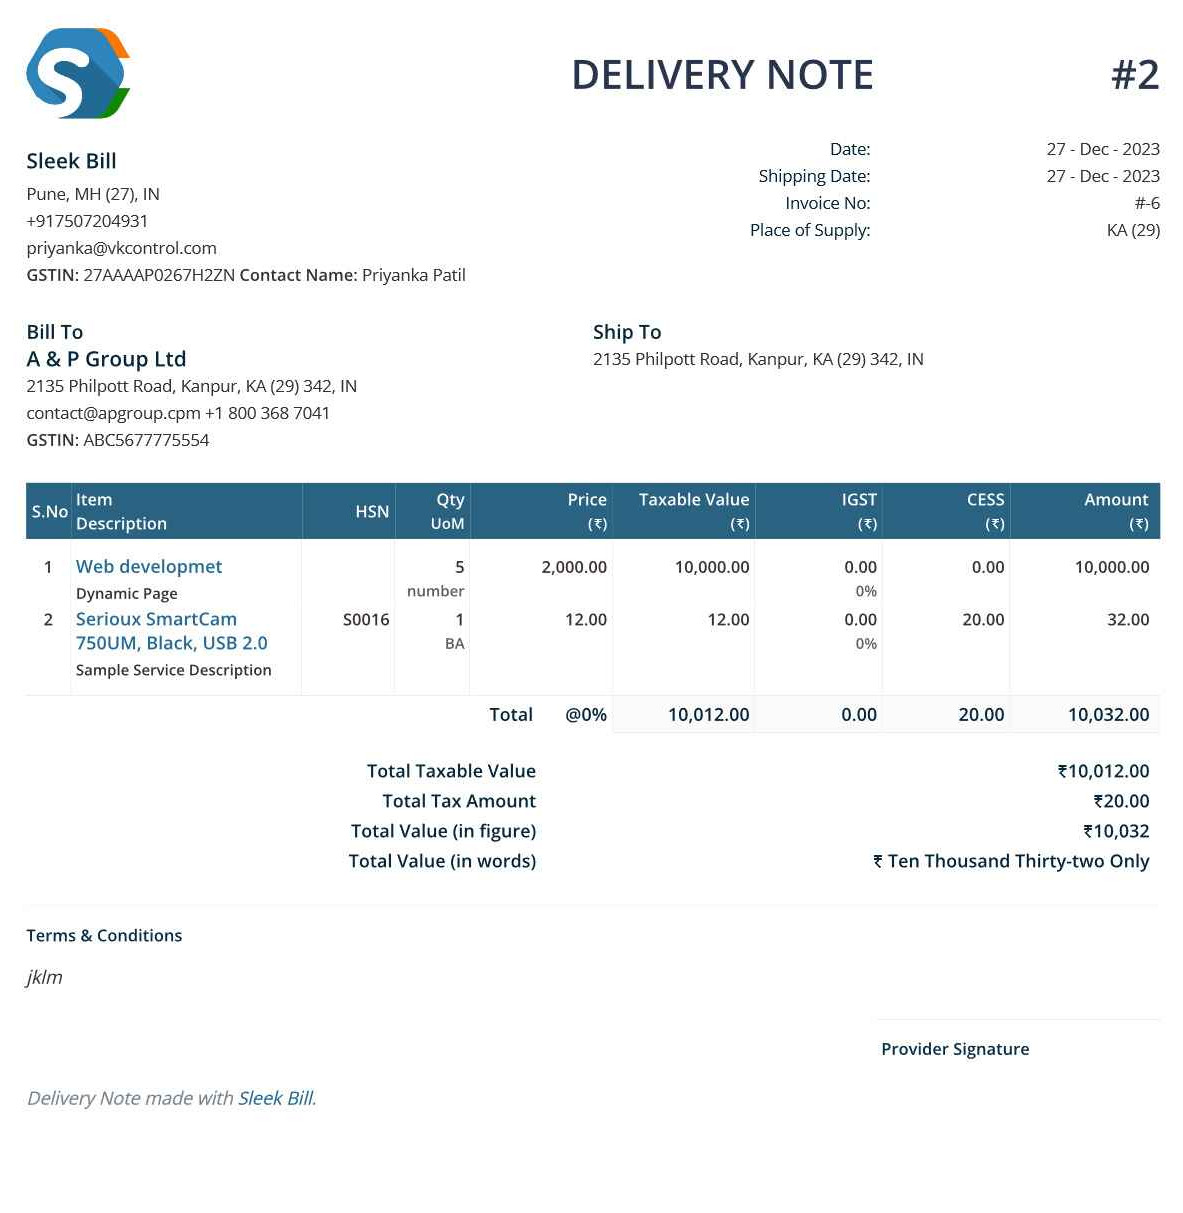 DELIVERY NOTE #2
Sleek Bill
Pune, MH (27), IN
+917507204931
priyanka@vkcontrol.com
GSTIN: 27AAAAP0267H2ZN Contact Name: Priyanka Patil
Date: 27 - Dec - 2023
Shipping Date: 27 - Dec - 2023
Invoice No: #-6
Place of Supply: KA (29)
Bill To
A & P Group Ltd
2135 Philpott Road, Kanpur, KA (29) 342, IN
contact@apgroup.cpm +1 800 368 7041
GSTIN: ABC5677775554
Ship To
2135 Philpott Road, Kanpur, KA (29) 342, IN
S.No Item Description HSN Qty UoM Price (₹) Taxable Value (₹) IGST (₹) CESS (₹) Amount (₹)
1 Web developmet 5 2,000.00 10,000.00 0.00 0.00 10,000.00
Dynamic Page number 0%
2 Serioux SmartCam S0016 1 12.00 12.00 0.00 20.00 32.00
750UM, Black, USB 2.0 BA 0%
Sample Service Description
Total @0% 10,012.00 0.00 20.00 10,032.00
Total Taxable Value ₹10,012.00
Total Tax Amount ₹20.00
Total Value (in figure) ₹10,032
Total Value (in words) ₹ Ten Thousand Thirty-two Only
Terms & Conditions
jklm
Provider Signature
Delivery Note made with Sleek Bill.